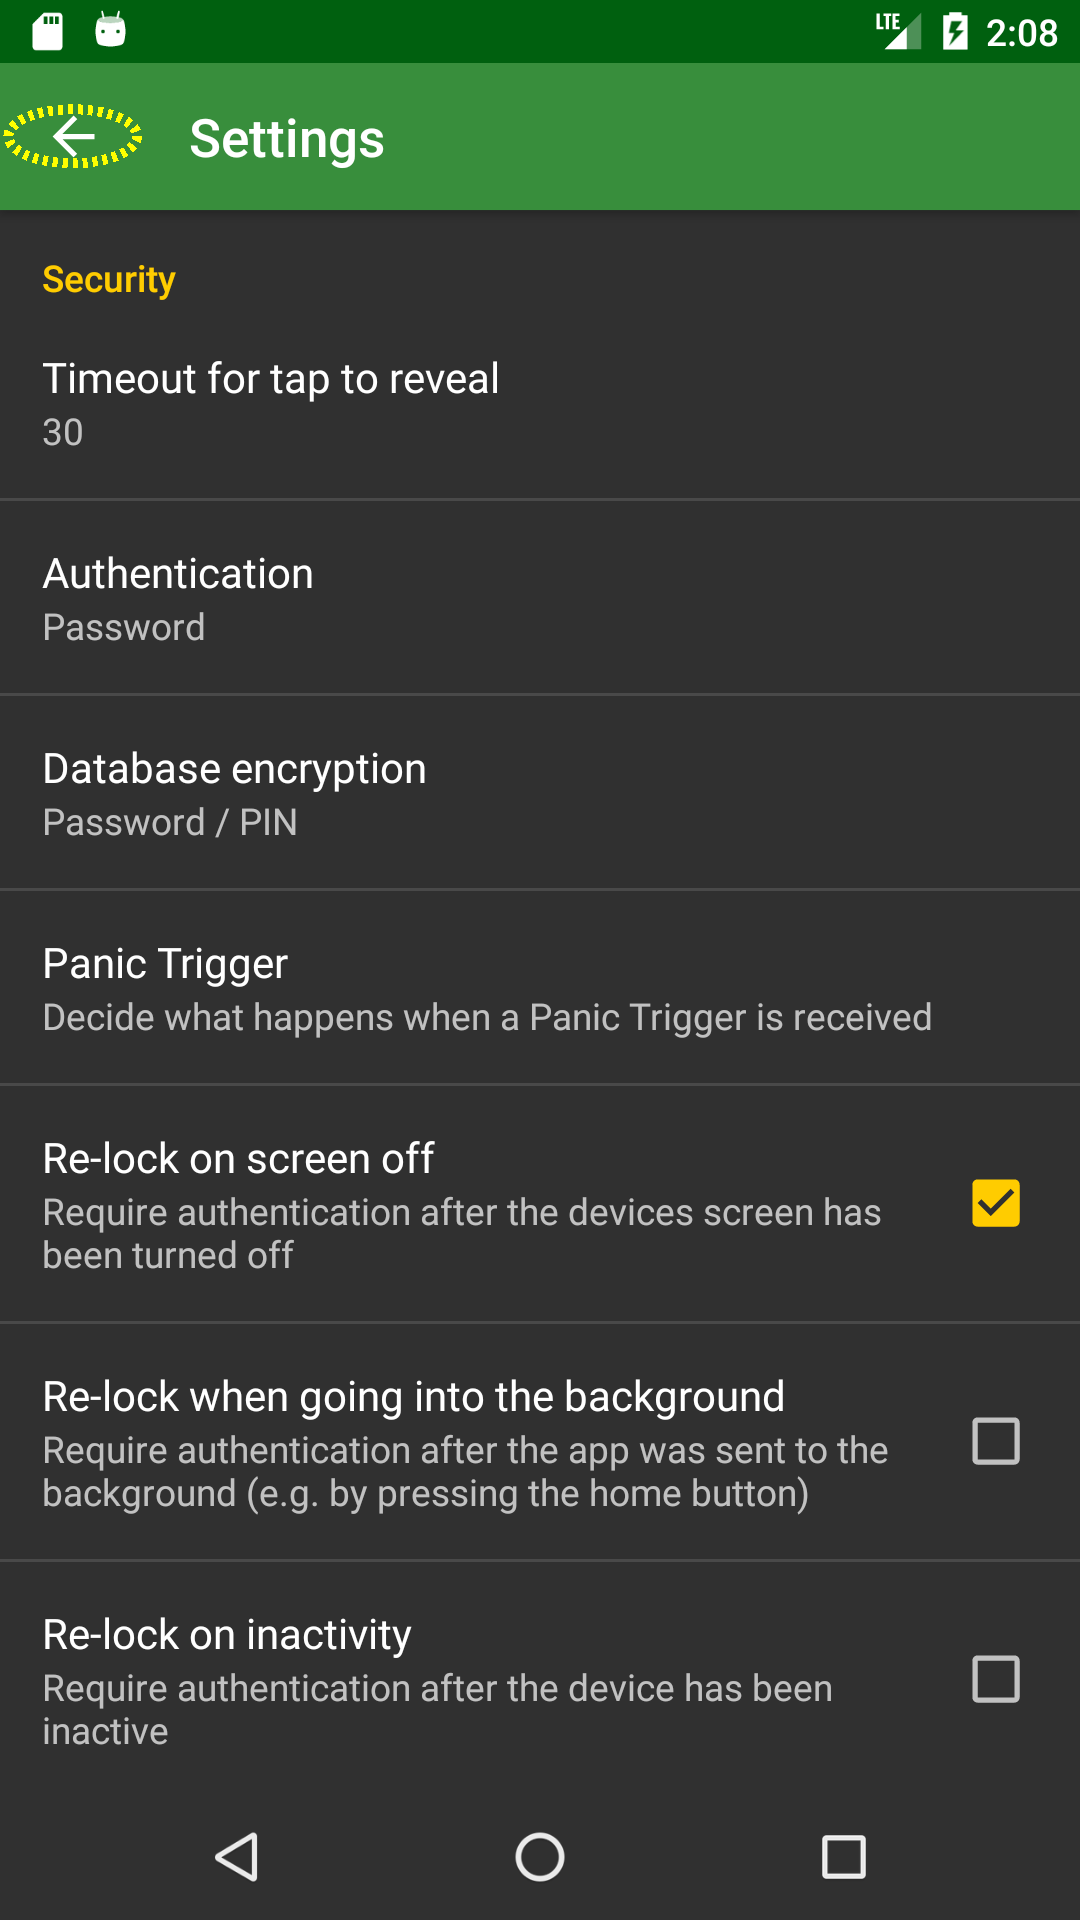 LTE 2:08
Settings
Security
Timeout for tap to reveal
30
Authentication
Password
Database encryption
Password / PIN
Panic Trigger
Decide what happens when a Panic Trigger is received
Re-lock on screen off
Require authentication after the devices screen has
been turned off
Re-lock when going into the background
Require authentication after the app was sent to the
background (e.g. by pressing the home button)
Re-lock on inactivity
Require authentication after the device has been
inactive